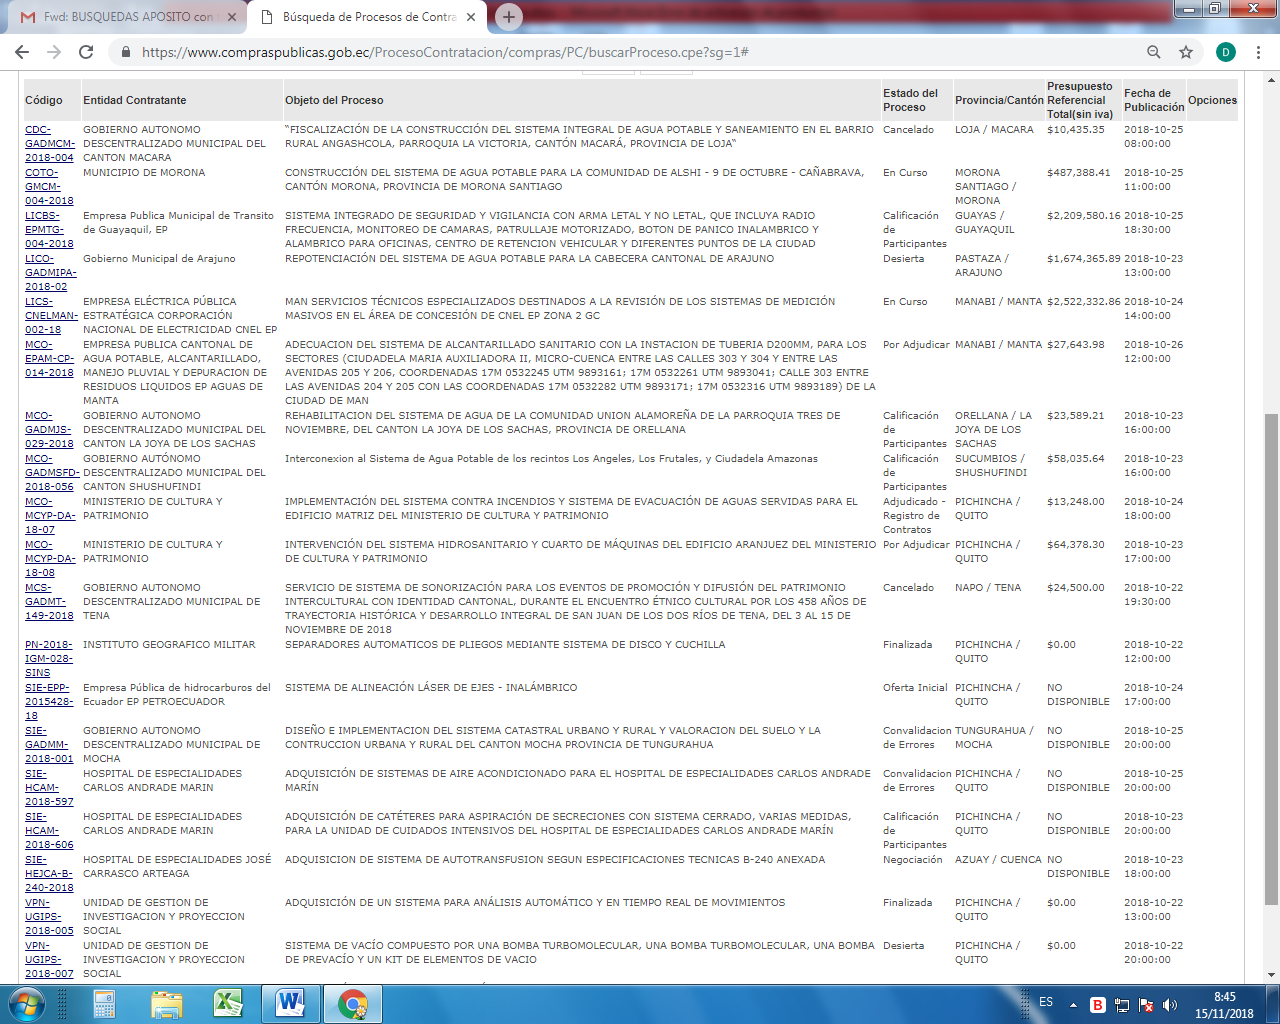 Fwd: BUSQUEDAS APOSITO con
Búsqueda de Procesos de Contra
https://www.compraspublicas.gob.ec/ProcesoContratacion/compras/PC/buscarProceso.cpe?sg=1#
D
Código Entidad Contratante Objeto del Proceso Estado del Proceso Provincia/Cantón Presupuesto Referencial Total(sin iva) Fecha de Publicación Opciones
CDC- GOBIERNO AUTONOMO “FISCALIZACIÓN DE LA CONSTRUCCIÓN DEL SISTEMA INTEGRAL DE AGUA POTABLE Y SANEAMIENTO EN EL BARRIO Cancelado LOJA / MACARA $10,435.35 2018-10-25
GADMCM- DESCENTRALIZADO MUNICIPAL DEL RURAL ANGASHCOLA, PARROQUIA LA VICTORIA, CANTÓN MACARÁ, PROVINCIA DE LOJA“ 08:00:00
2018-004 CANTON MACARA
COTO- MUNICIPIO DE MORONA CONSTRUCCIÓN DEL SISTEMA DE AGUA POTABLE PARA LA COMUNIDAD DE ALSHI - 9 DE OCTUBRE - CAÑABRAVA, En Curso MORONA $487,388.41 2018-10-25
GMCM- CANTÓN MORONA, PROVINCIA DE MORONA SANTIAGO SANTIAGO / 11:00:00
004-2018 MORONA
LICBS- Empresa Publica Municipal de Transito SISTEMA INTEGRADO DE SEGURIDAD Y VIGILANCIA CON ARMA LETAL Y NO LETAL, QUE INCLUYA RADIO Calificación GUAYAS / $2,209,580.16 2018-10-25
EPMTG- de Guayaquil, EP FRECUENCIA, MONITOREO DE CAMARAS, PATRULLAJE MOTORIZADO, BOTON DE PANICO INALAMBRICO Y de GUAYAQUIL 18:30:00
004-2018 ALAMBRICO PARA OFICINAS, CENTRO DE RETENCION VEHICULAR Y DIFERENTES PUNTOS DE LA CIUDAD Participantes
LICO- Gobierno Municipal de Arajuno REPOTENCIACIÓN DEL SISTEMA DE AGUA POTABLE PARA LA CABECERA CANTONAL DE ARAJUNO Desierta PASTAZA / $1,674,365.89 2018-10-23
GADMIPA- ARAJUNO 13:00:00
2018-02
LICS- EMPRESA ELÉCTRICA PÚBLICA MAN SERVICIOS TÉCNICOS ESPECIALIZADOS DESTINADOS A LA REVISIÓN DE LOS SISTEMAS DE MEDICIÓN En Curso MANABI / MANTA $2,522,332.86 2018-10-24
CNELMAN- ESTRATÉGICA CORPORACIÓN MASIVOS EN EL ÁREA DE CONCESIÓN DE CNEL EP ZONA 2 GC 14:00:00
002-18 NACIONAL DE ELECTRICIDAD CNEL EP
MCO- EMPRESA PUBLICA CANTONAL DE ADECUACION DEL SISTEMA DE ALCANTARILLADO SANITARIO CON LA INSTACION DE TUBERIA D200MM, PARA LOS Por Adjudicar MANABI / MANTA $27,643.98 2018-10-26
EPAM-CP- AGUA POTABLE, ALCANTARILLADO, SECTORES (CIUDADELA MARIA AUXILIADORA II, MICRO-CUENCA ENTRE LAS CALLES 303 Y 304 Y ENTRE LAS 12:00:00
014-2018 MANEJO PLUVIAL Y DEPURACION DE AVENIDAS 205 Y 206, COORDENADAS 17M 0532245 UTM 9893161; 17M 0532261 UTM 9893041; CALLE 303 ENTRE
RESIDUOS LIQUIDOS EP AGUAS DE LAS AVENIDAS 204 Y 205 CON LAS COORDENADAS 17M 0532282 UTM 9893171; 17M 0532316 UTM 9893189) DE LA
MANTA CIUDAD DE MAN
MCO- GOBIERNO AUTONOMO REHABILITACION DEL SISTEMA DE AGUA DE LA COMUNIDAD UNION ALAMOREÑA DE LA PARROQUIA TRES DE Calificación ORELLANA / LA $23,589.21 2018-10-23
GADMJS- DESCENTRALIZADO MUNICIPAL DEL NOVIEMBRE, DEL CANTON LA JOYA DE LOS SACHAS, PROVINCIA DE ORELLANA de JOYA DE LOS 16:00:00
029-2018 CANTON LA JOYA DE LOS SACHAS Participantes SACHAS
MCO- GOBIERNO AUTÓNOMO Interconexion al Sistema de Agua Potable de los recintos Los Angeles, Los Frutales, y Ciudadela Amazonas Calificación SUCUMBIOS / $58,035.64 2018-10-23
GADMSFD- DESCENTRALIZADO MUNICIPAL DEL de SHUSHUFINDI 16:00:00
2018-056 CANTON SHUSHUFINDI Participantes
MCO- MINISTERIO DE CULTURA Y IMPLEMENTACIÓN DEL SISTEMA CONTRA INCENDIOS Y SISTEMA DE EVACUACIÓN DE AGUAS SERVIDAS PARA EL Adjudicado - PICHINCHA / $13,248.00 2018-10-24
MCYP-DA- PATRIMONIO EDIFICIO MATRIZ DEL MINISTERIO DE CULTURA Y PATRIMONIO Registro de QUITO 18:00:00
18-07 Contratos
MCO- MINISTERIO DE CULTURA Y INTERVENCIÓN DEL SISTEMA HIDROSANITARIO Y CUARTO DE MÁQUINAS DEL EDIFICIO ARANJUEZ DEL MINISTERIO Por Adjudicar PICHINCHA / $64,378.30 2018-10-23
MCYP-DA- PATRIMONIO DE CULTURA Y PATRIMONIO QUITO 17:00:00
18-08
MCS- GOBIERNO AUTONOMO SERVICIO DE SISTEMA DE SONORIZACIÓN PARA LOS EVENTOS DE PROMOCIÓN Y DIFUSIÓN DEL PATRIMONIO Cancelado NAPO / TENA $24,500.00 2018-10-22
GADMT- DESCENTRALIZADO MUNICIPAL DE INTERCULTURAL CON IDENTIDAD CANTONAL, DURANTE EL ENCUENTRO ÉTNICO CULTURAL POR LOS 458 AÑOS DE 19:30:00
149-2018 TENA TRAYECTORIA HISTÓRICA Y DESARROLLO INTEGRAL DE SAN JUAN DE LOS DOS RÍOS DE TENA, DEL 3 AL 15 DE
NOVIEMBRE DE 2018
PN-2018- INSTITUTO GEOGRAFICO MILITAR SEPARADORES AUTOMATICOS DE PLIEGOS MEDIANTE SISTEMA DE DISCO Y CUCHILLA Finalizada PICHINCHA / $0.00 2018-10-22
IGM-028- QUITO 12:00:00
SINS
SIE-EPP- Empresa Pública de hidrocarburos del SISTEMA DE ALINEACIÓN LÁSER DE EJES - INALÁMBRICO Oferta Inicial PICHINCHA / NO 2018-10-24
2015428- Ecuador EP PETROECUADOR QUITO DISPONIBLE 17:00:00
18
SIE- GOBIERNO AUTONOMO DISEÑO E IMPLEMENTACION DEL SISTEMA CATASTRAL URBANO Y RURAL Y VALORACION DEL SUELO Y LA Convalidacion TUNGURAHUA / NO 2018-10-25
GADMM- DESCENTRALIZADO MUNICIPAL DE CONTRUCCION URBANA Y RURAL DEL CANTON MOCHA PROVINCIA DE TUNGURAHUA de Errores MOCHA DISPONIBLE 20:00:00
2018-001 MOCHA
SIE- HOSPITAL DE ESPECIALIDADES ADQUISICIÓN DE SISTEMAS DE AIRE ACONDICIONADO PARA EL HOSPITAL DE ESPECIALIDADES CARLOS ANDRADE Convalidacion PICHINCHA / NO 2018-10-25
HCAM- CARLOS ANDRADE MARIN MARÍN de Errores QUITO DISPONIBLE 20:00:00
2018-597
SIE- HOSPITAL DE ESPECIALIDADES ADQUISICIÓN DE CATÉTERES PARA ASPIRACIÓN DE SECRECIONES CON SISTEMA CERRADO, VARIAS MEDIDAS, Calificación PICHINCHA / NO 2018-10-23
HCAM- CARLOS ANDRADE MARIN PARA LA UNIDAD DE CUIDADOS INTENSIVOS DEL HOSPITAL DE ESPECIALIDADES CARLOS ANDRADE MARÍN de QUITO DISPONIBLE 20:00:00
2018-606 Participantes
SIE- HOSPITAL DE ESPECIALIDADES JOSÉ ADQUISICION DE SISTEMA DE AUTOTRANSFUSION SEGUN ESPECIFICACIONES TECNICAS B-240 ANEXADA Negociación AZUAY / CUENCA NO 2018-10-23
HEJCA-B- CARRASCO ARTEAGA DISPONIBLE 18:00:00
240-2018
VPN- UNIDAD DE GESTION DE ADQUISICIÓN DE UN SISTEMA PARA ANÁLISIS AUTOMÁTICO Y EN TIEMPO REAL DE MOVIMIENTOS Finalizada PICHINCHA / $0.00 2018-10-22
UGIPS- INVESTIGACION Y PROYECCION QUITO 13:00:00
2018-005 SOCIAL
VPN- UNIDAD DE GESTION DE SISTEMA DE VACÍO COMPUESTO POR UNA BOMBA TURBOMOLECULAR, UNA BOMBA TURBOMOLECULAR, UNA BOMBA Desierta PICHINCHA / $0.00 2018-10-22
UGIPS- INVESTIGACION Y PROYECCION DE PREVACÍO Y UN KIT DE ELEMENTOS DE VACIO QUITO 20:00:00
2018-007 SOCIAL
ES B 8:45
15/11/2018